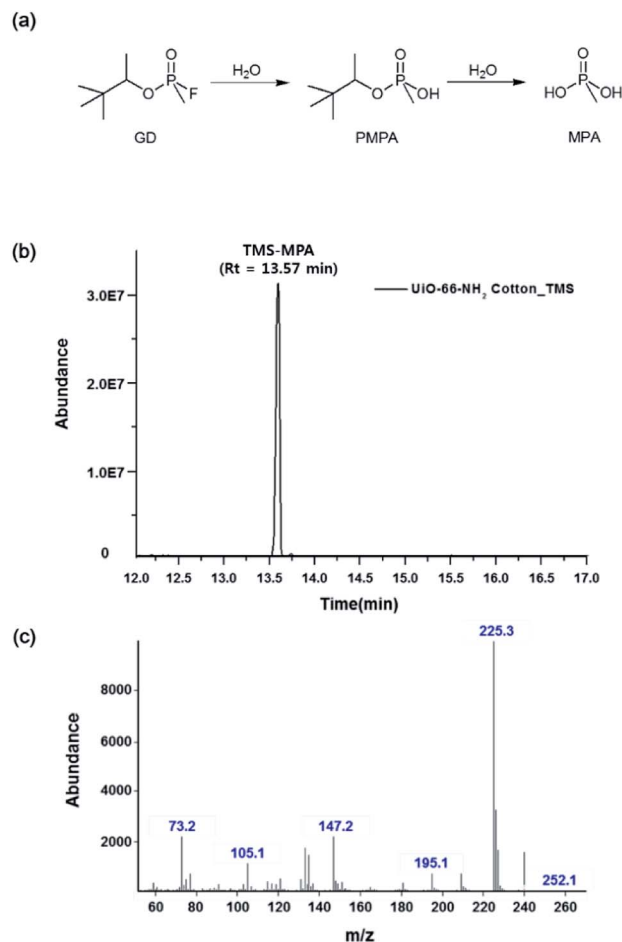 (a)
H₂O
H₂O
O
O
O
O
P
F
O
P
OH
HO
P
OH
GD
PMPA
MPA
(b)
TMS-MPA
(Rt = 13.57 min)
UiO-66-NH₂ Cotton_TMS
Abundance
3.0E7
2.0E7
1.0E7
0
12.0 12.5 13.0 13.5 14.0 14.5 15.0 15.5 16.0 16.5 17.0
Time(min)
(c)
Abundance
8000
6000
4000
2000
225.3
73.2
147.2
105.1
195.1
252.1
60 80 100 120 140 160 180 200 220 240 260
m/z